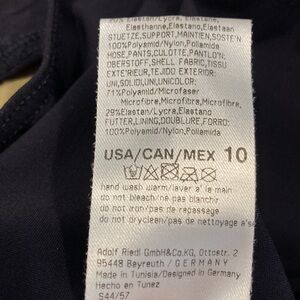 Elastan/Lycra, Elastene,
Elasthanne,Elastano,Elastaan
STUETZE,SUPPORT,MAINTIEN,SOSTEN
100%Polyamid/Nylon,Poliamida
HOSE,PANTS,CULOTTE,PANTLON
OBERSTOFF,SHELL FABRIC,TISSU
EXTE'RIEUR,TEJIDO EXTERIOR:
UNI,SOLID,UNI,UNICOLOR:
71%Polyamid/Microfaser
Microfibre,Microfibra,Microfibre,
29%Elastan/Lycra,Elastano
FUTTER,LINING,DOUBLURE,FORRO:
100%Polyamid/Nylon,Poliamida
USA/CAN/MEX 10
hand wash warm/laver a la main
do not bleach/ne pas blanchir
do not iron/pas de repassage
do not dryclean/pas de nettoyage a's
Adolf Riedl GmbH&Co.KG, Ottostr. 2
95448 Bayreuth / GERMANY
Made in Tunisia/Designed in Germany
Hecho en Tunez
S44/57